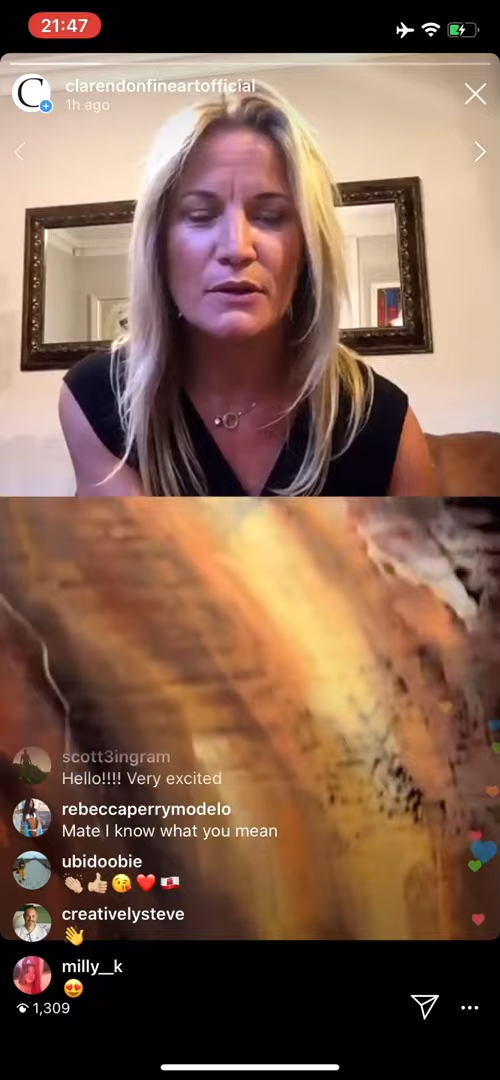 21:47
C
clarendonfineartofficial
1h ago
scott3ingram
Hello!!!! Very excited
rebeccaperrymodelo
Mate I know what you mean
ubidoobie
👏🏻👍🏼😘❤️🇬🇮
creativelysteve
👋
milly__k
😍
1,309